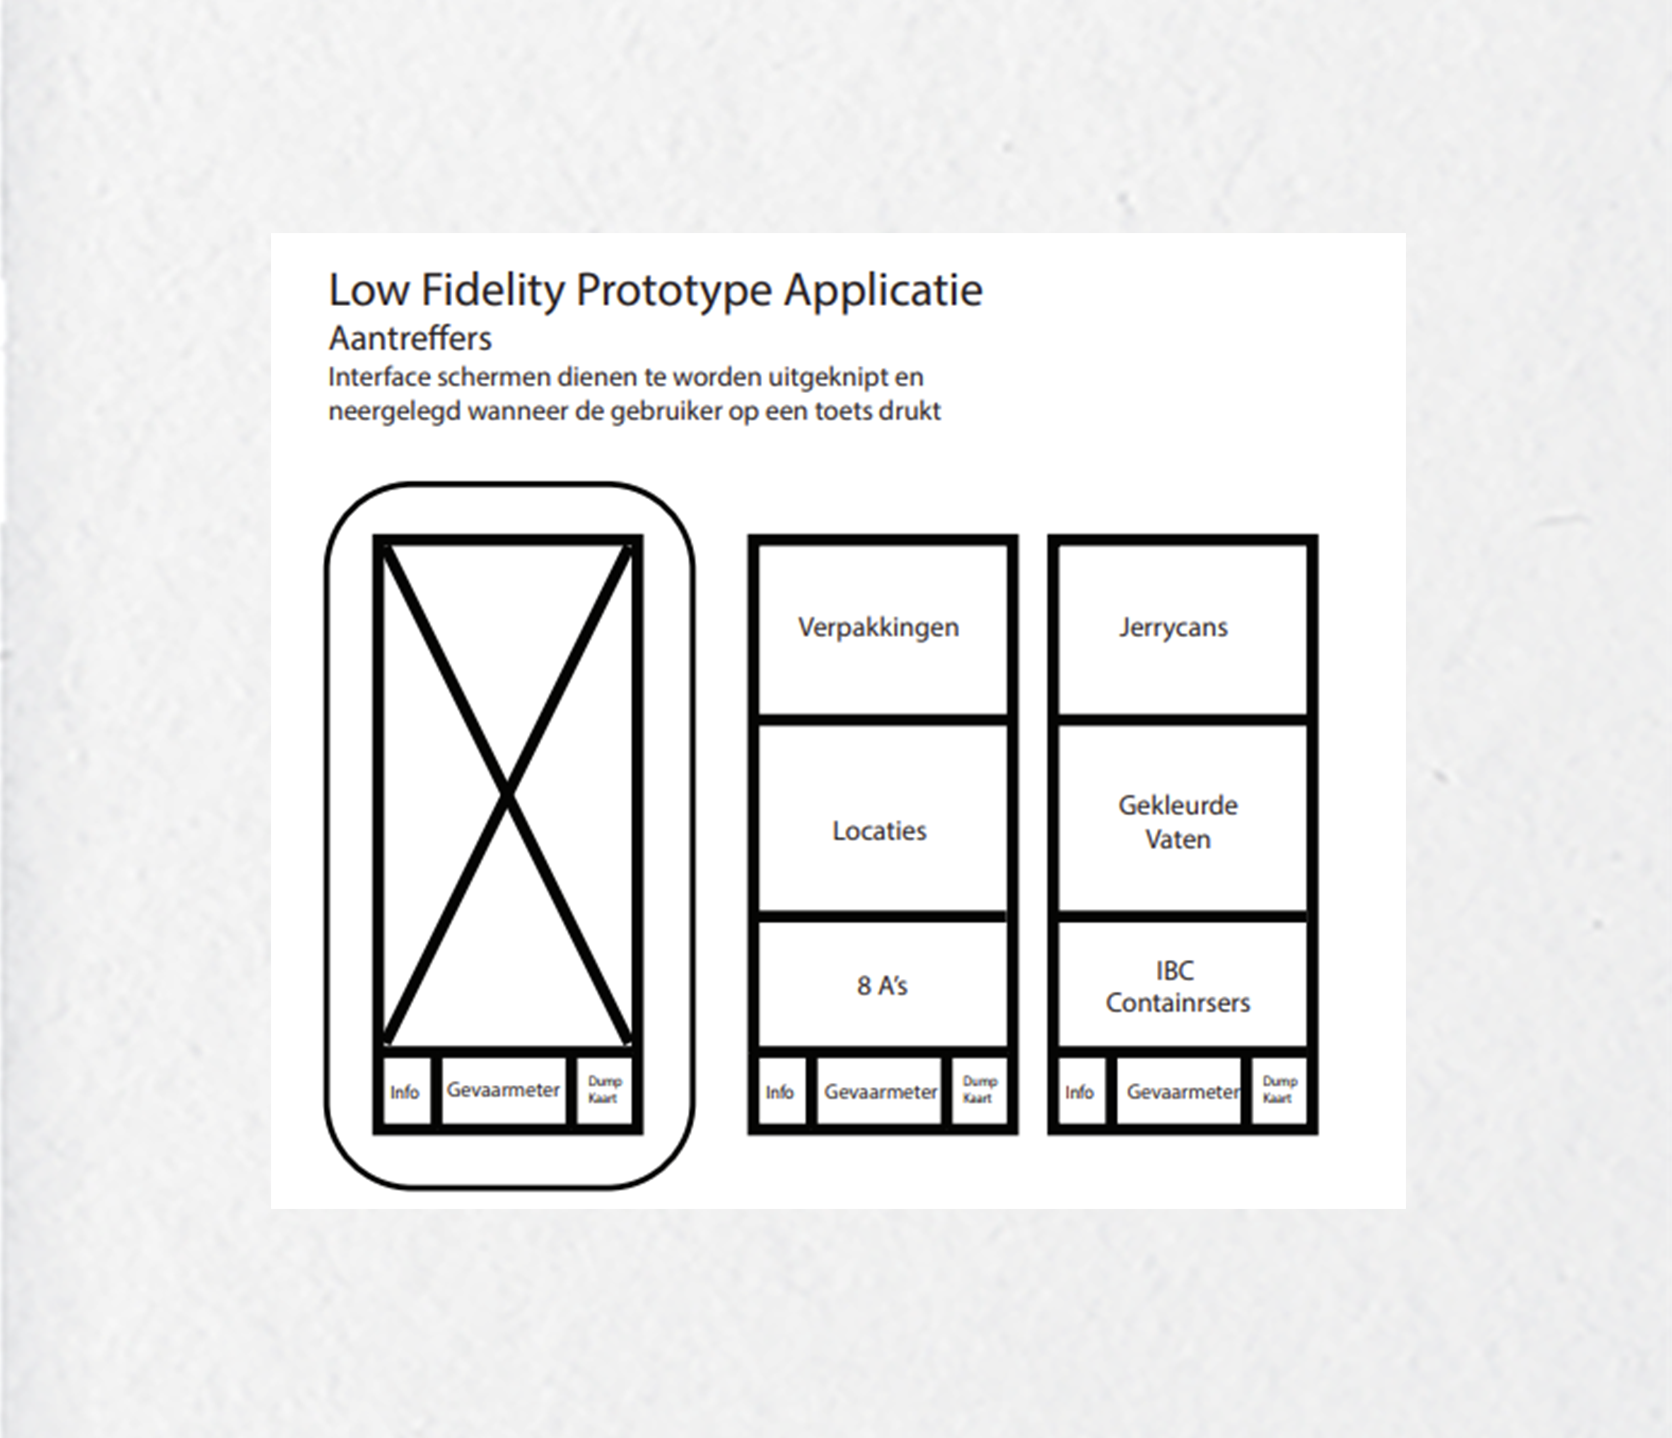 Low Fidelity Prototype Applicatie
Aantreffers
Interface schermen dienen te worden uitgeknipt en
neergelegd wanneer de gebruiker op een toets drukt
Info
Gevaarmeter
Dump
Kaart
Verpakkingen
Locaties
8 A's
Info
Gevaarmeter
Dump
Kaart
Jerrycans
Gekleurde
Vaten
IBC
Containrsers
Info
Gevaarmeter
Dump
Kaart